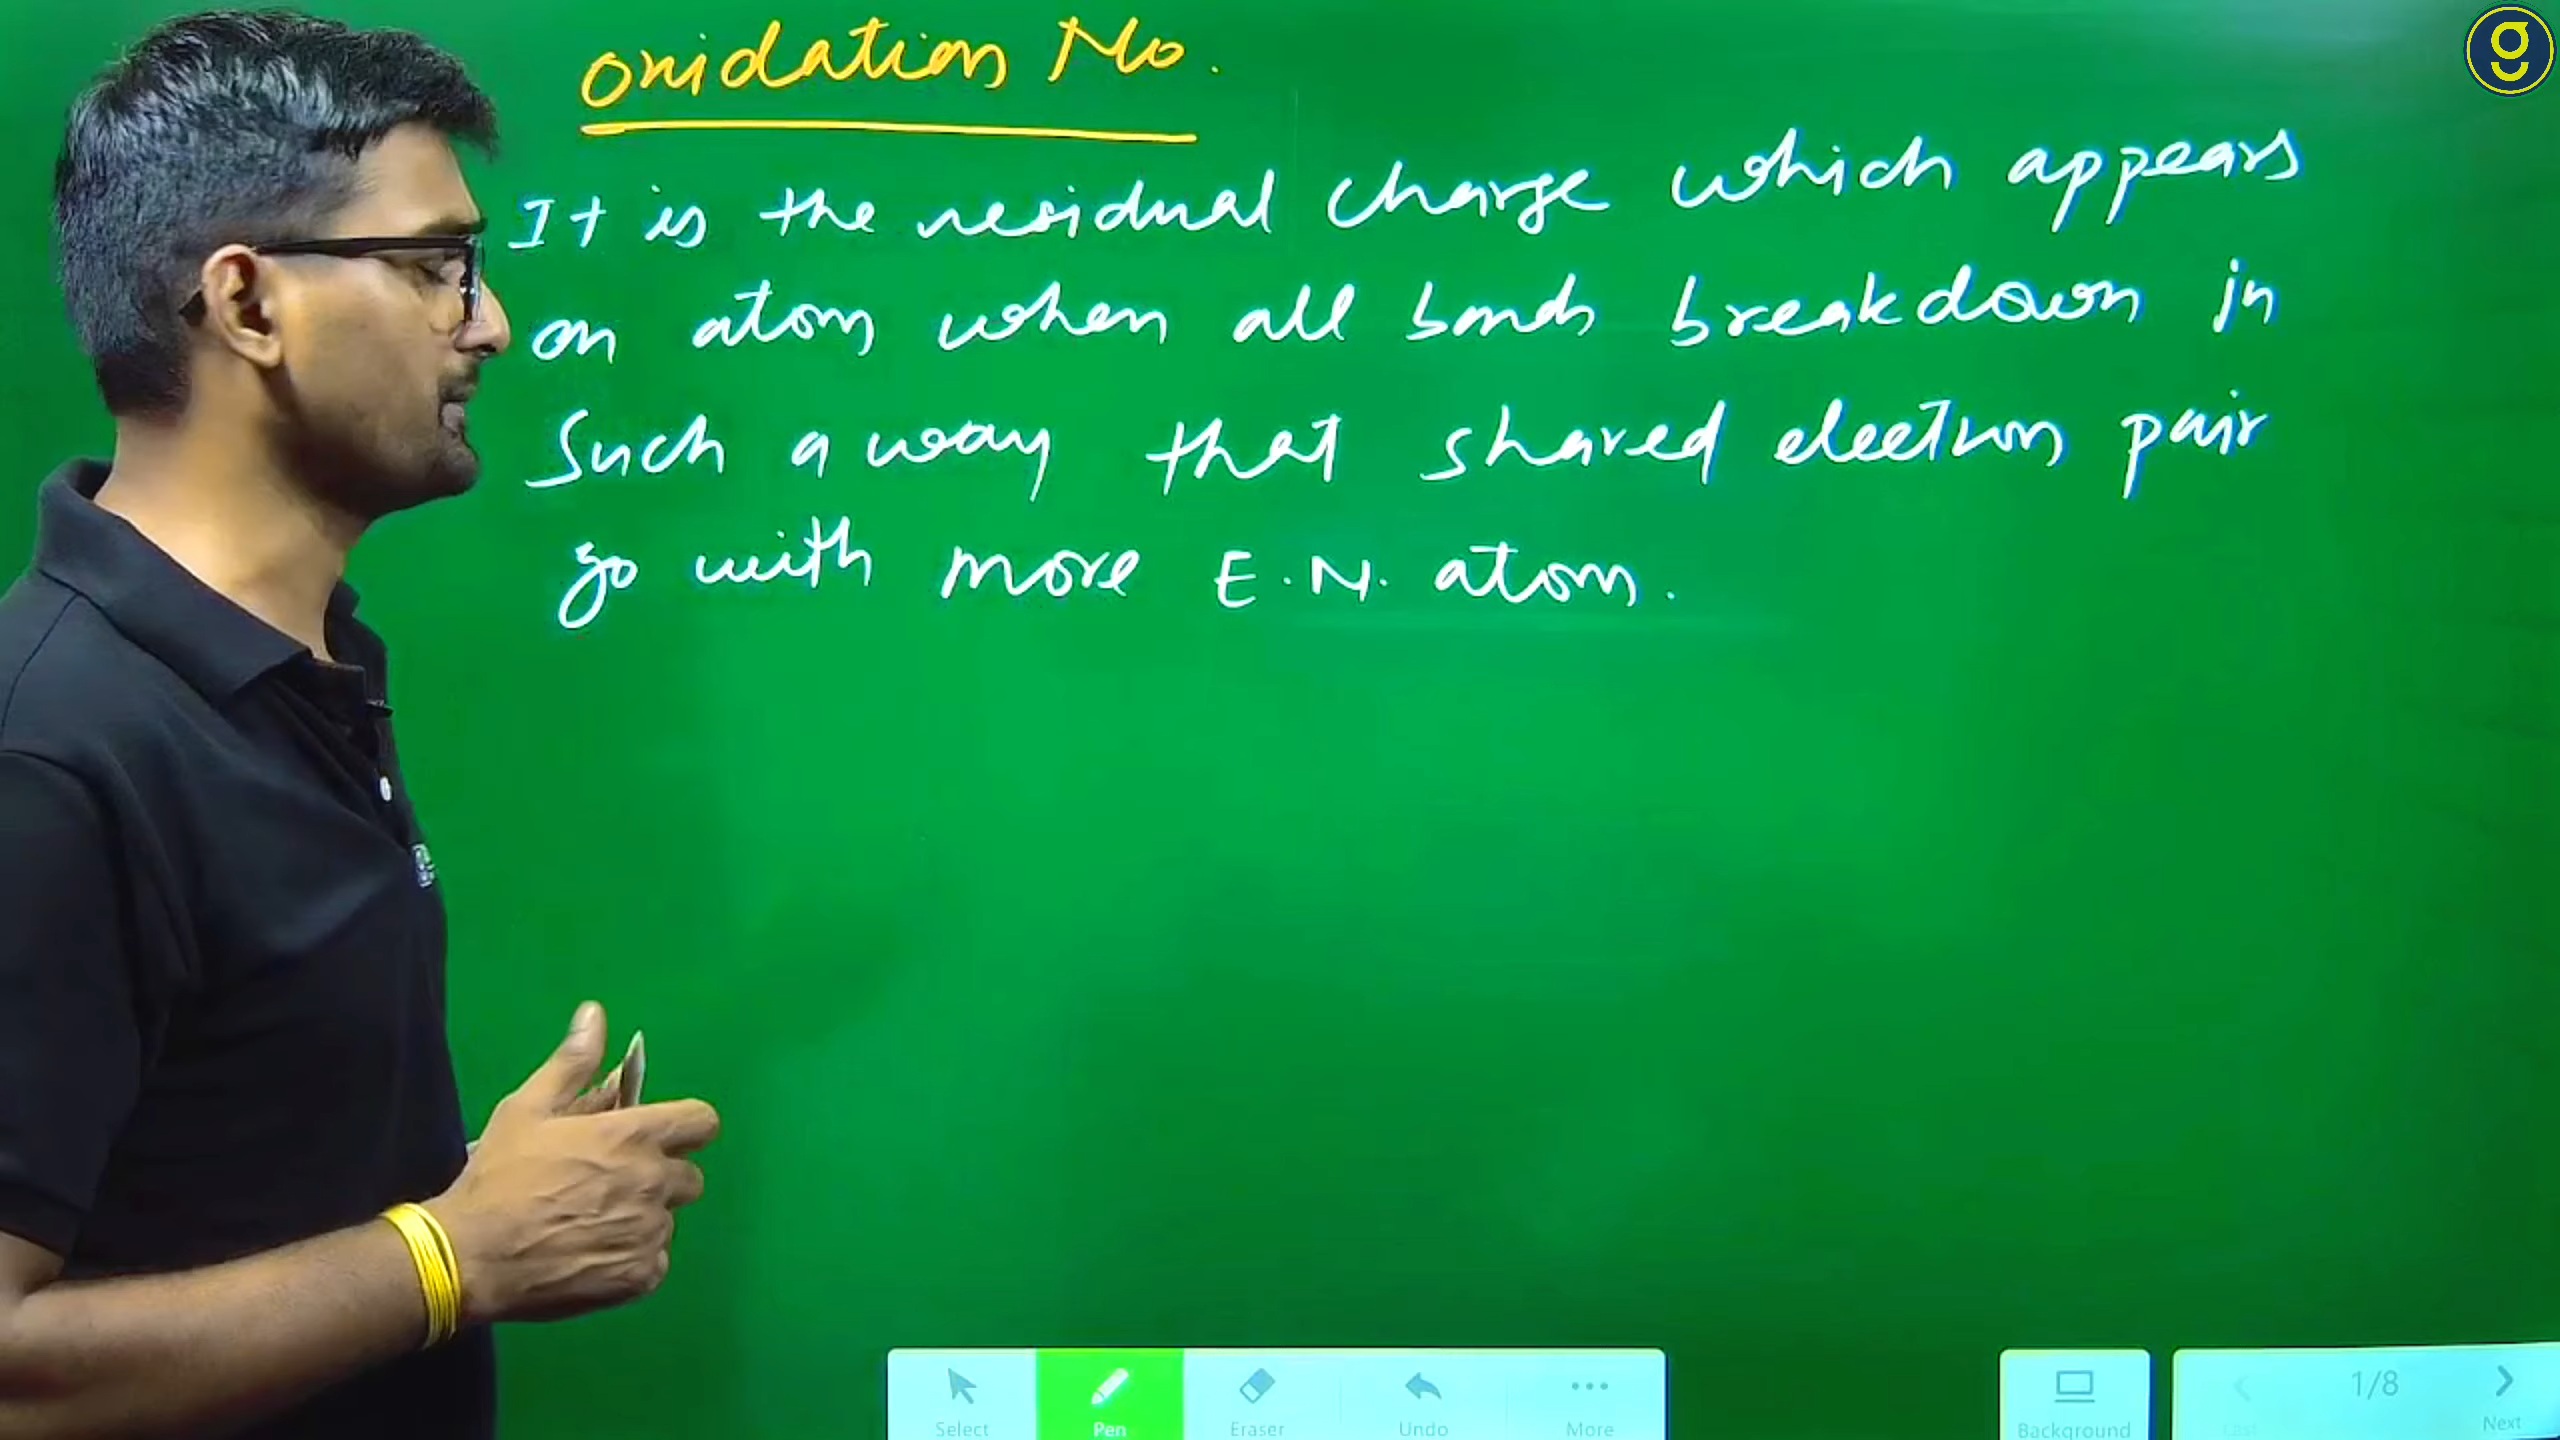 oxidation No.
It is the residual charge which appears
on atom when all bonds breakdown in
Such a way that shared electron pair
go with more E.N. atom.
Select
Pen
Eraser
Undo
More
Background
Last
1/8
Next